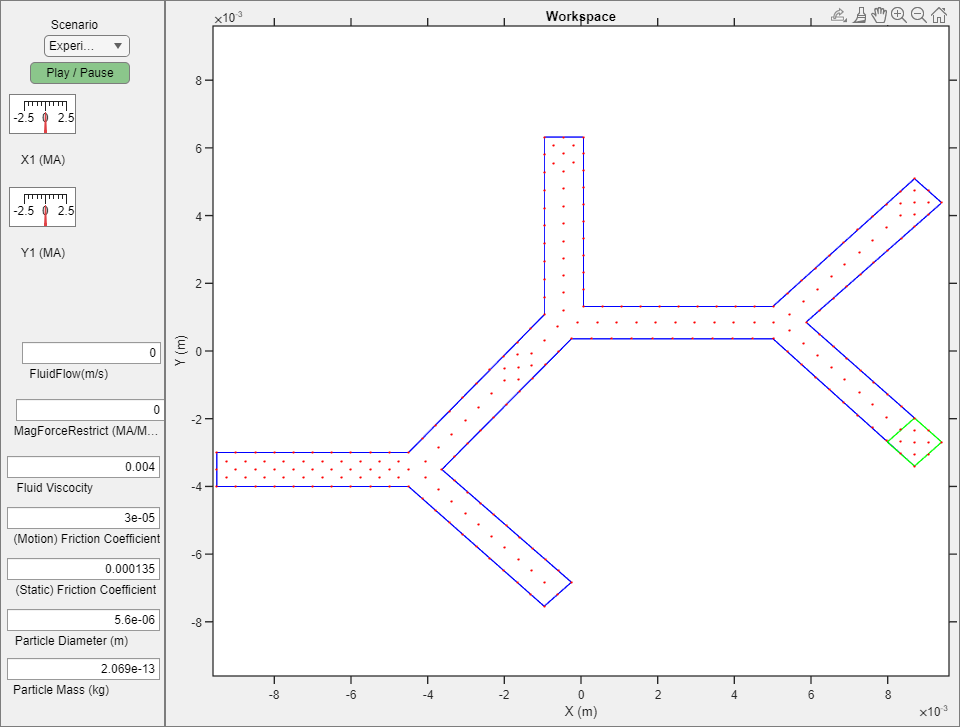 Scenario
Experi...
Play / Pause
-2.5 0 2.5
X1 (MA)
-2.5 0 2.5
Y1 (MA)
0
FluidFlow(m/s)
0
MagForceRestrict (MA/M...
0.004
Fluid Viscocity
3e-05
(Motion) Friction Coefficient
0.000135
(Static) Friction Coefficient
5.6e-06
Particle Diameter (m)
2.069e-13
Particle Mass (kg)
Workspace
×10-3
8
6
4
2
0
-2
-4
-6
-8
Y (m)
-8 -6 -4 -2 0 2 4 6 8
X (m)
×10-3